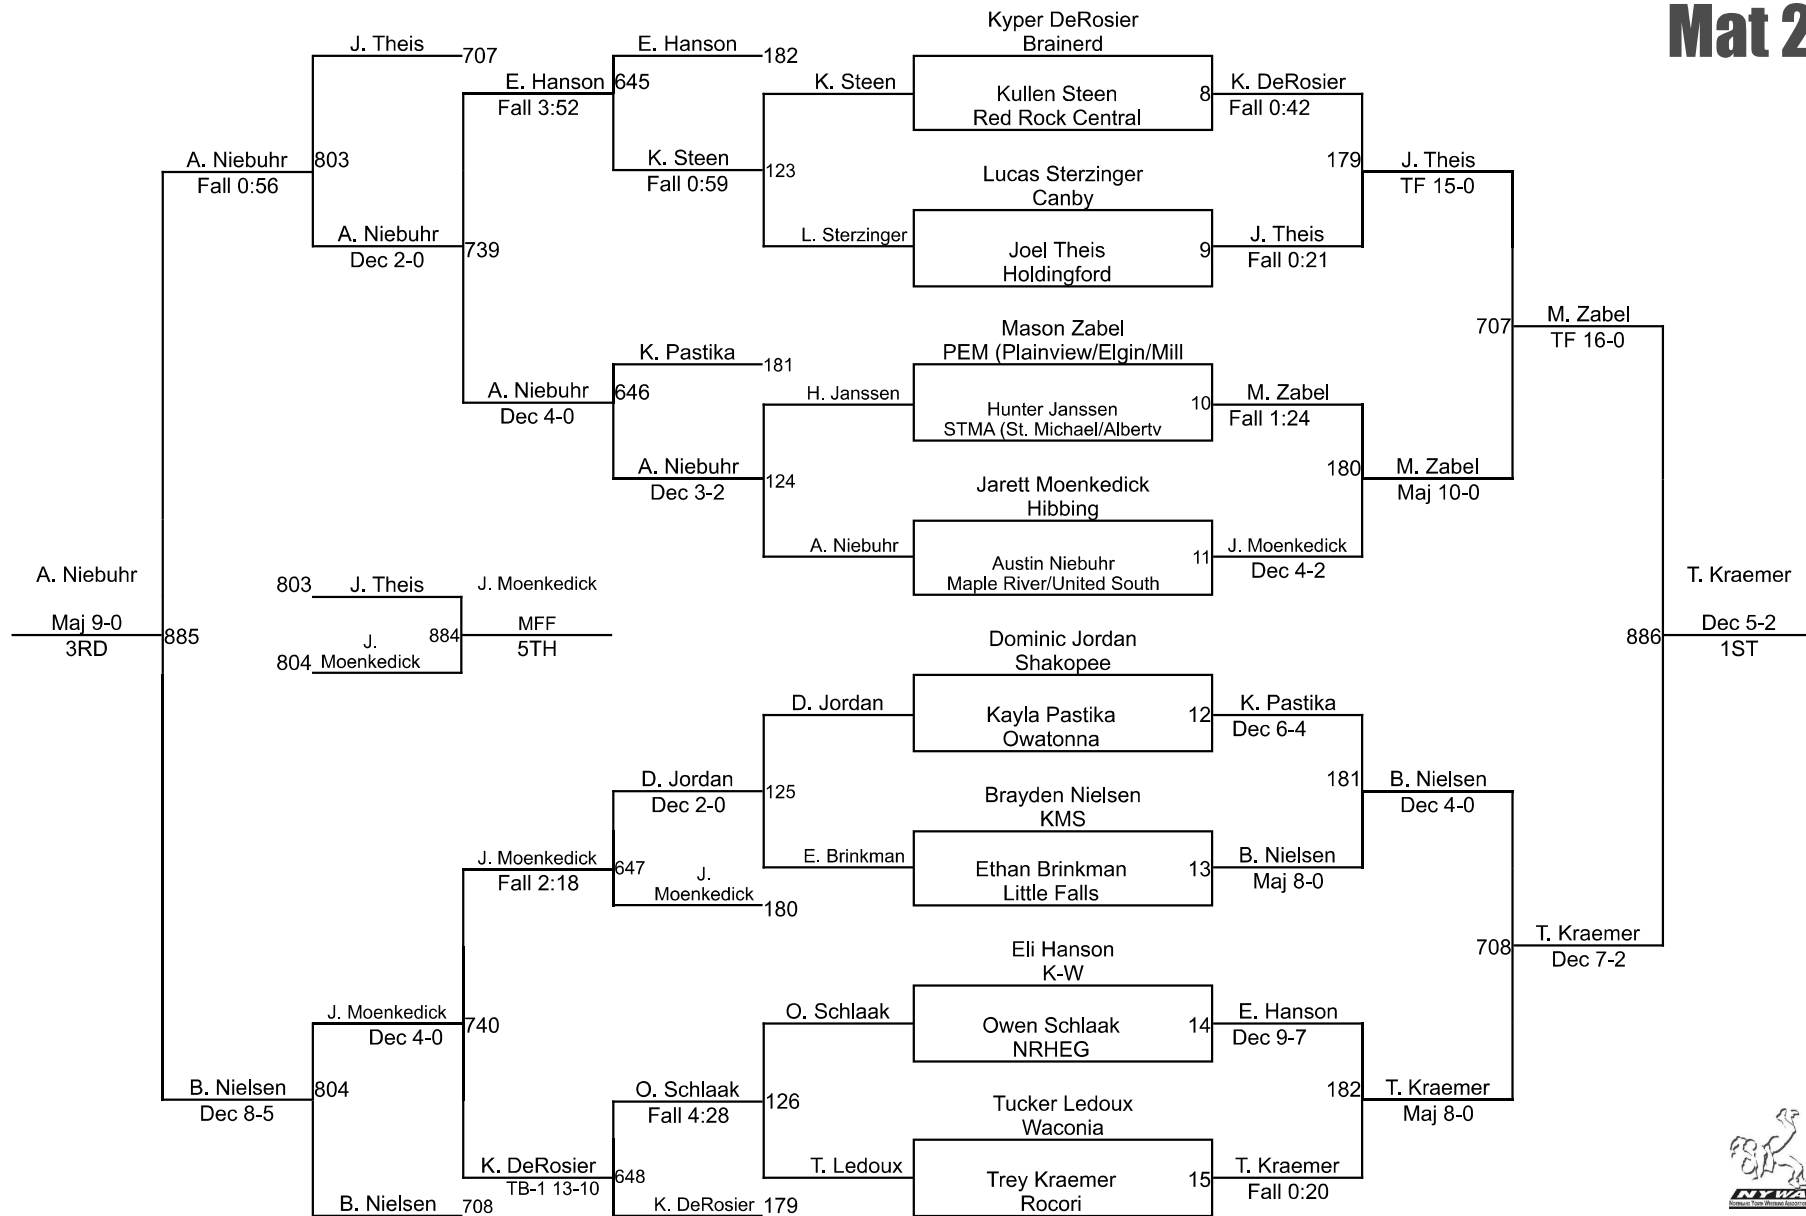 Mat 2
Kyper DeRosier
Brainerd
J. Theis
707
E. Hanson
182
E. Hanson
645
Fall 3:52
K. Steen
Kullen Steen
8
Red Rock Central
K. DeRosier
Fall 0:42
A. Niebuhr
803
Fall 0:56
K. Steen
123
Fall 0:59
Lucas Sterzinger
Canby
179
J. Theis
TF 15-0
A. Niebuhr
739
Dec 2-0
L. Sterzinger
Joel Theis
9
Holdingford
J. Theis
Fall 0:21
Mason Zabel
PEM (Plainview/Elgin/Mill
707
M. Zabel
TF 16-0
K. Pastika
181
A. Niebuhr
646
Dec 4-0
H. Janssen
Hunter Janssen
10
STMA (St. Michael/Albertv
M. Zabel
Fall 1:24
A. Niebuhr
124
Dec 3-2
Jarett Moenkedick
Hibbing
180
M. Zabel
Maj 10-0
A. Niebuhr
Austin Niebuhr
11
Maple River/United South
J. Moenkedick
Dec 4-2
A. Niebuhr
Maj 9-0
885
3RD
803
J. Theis
J. Moenkedick
884
MFF
5TH
804
J.
Moenkedick
T. Kraemer
886
Dec 5-2
1ST
Dominic Jordan
Shakopee
D. Jordan
Kayla Pastika
12
Owatonna
K. Pastika
Dec 6-4
D. Jordan
125
Dec 2-0
Brayden Nielsen
KMS
181
B. Nielsen
Dec 4-0
J. Moenkedick
647
Fall 2:18
J.
Moenkedick
180
E. Brinkman
Ethan Brinkman
13
Little Falls
B. Nielsen
Maj 8-0
Eli Hanson
K-W
708
T. Kraemer
Dec 7-2
J. Moenkedick
740
Dec 4-0
O. Schlaak
Owen Schlaak
14
NRHEG
E. Hanson
Dec 9-7
B. Nielsen
804
Dec 8-5
O. Schlaak
126
Fall 4:28
Tucker Ledoux
Waconia
182
T. Kraemer
Maj 8-0
K. DeRosier
648
TB-1 13-10
T. Ledoux
Trey Kraemer
15
Rocori
T. Kraemer
Fall 0:20
B. Nielsen
708
K. DeRosier
179
NYWA